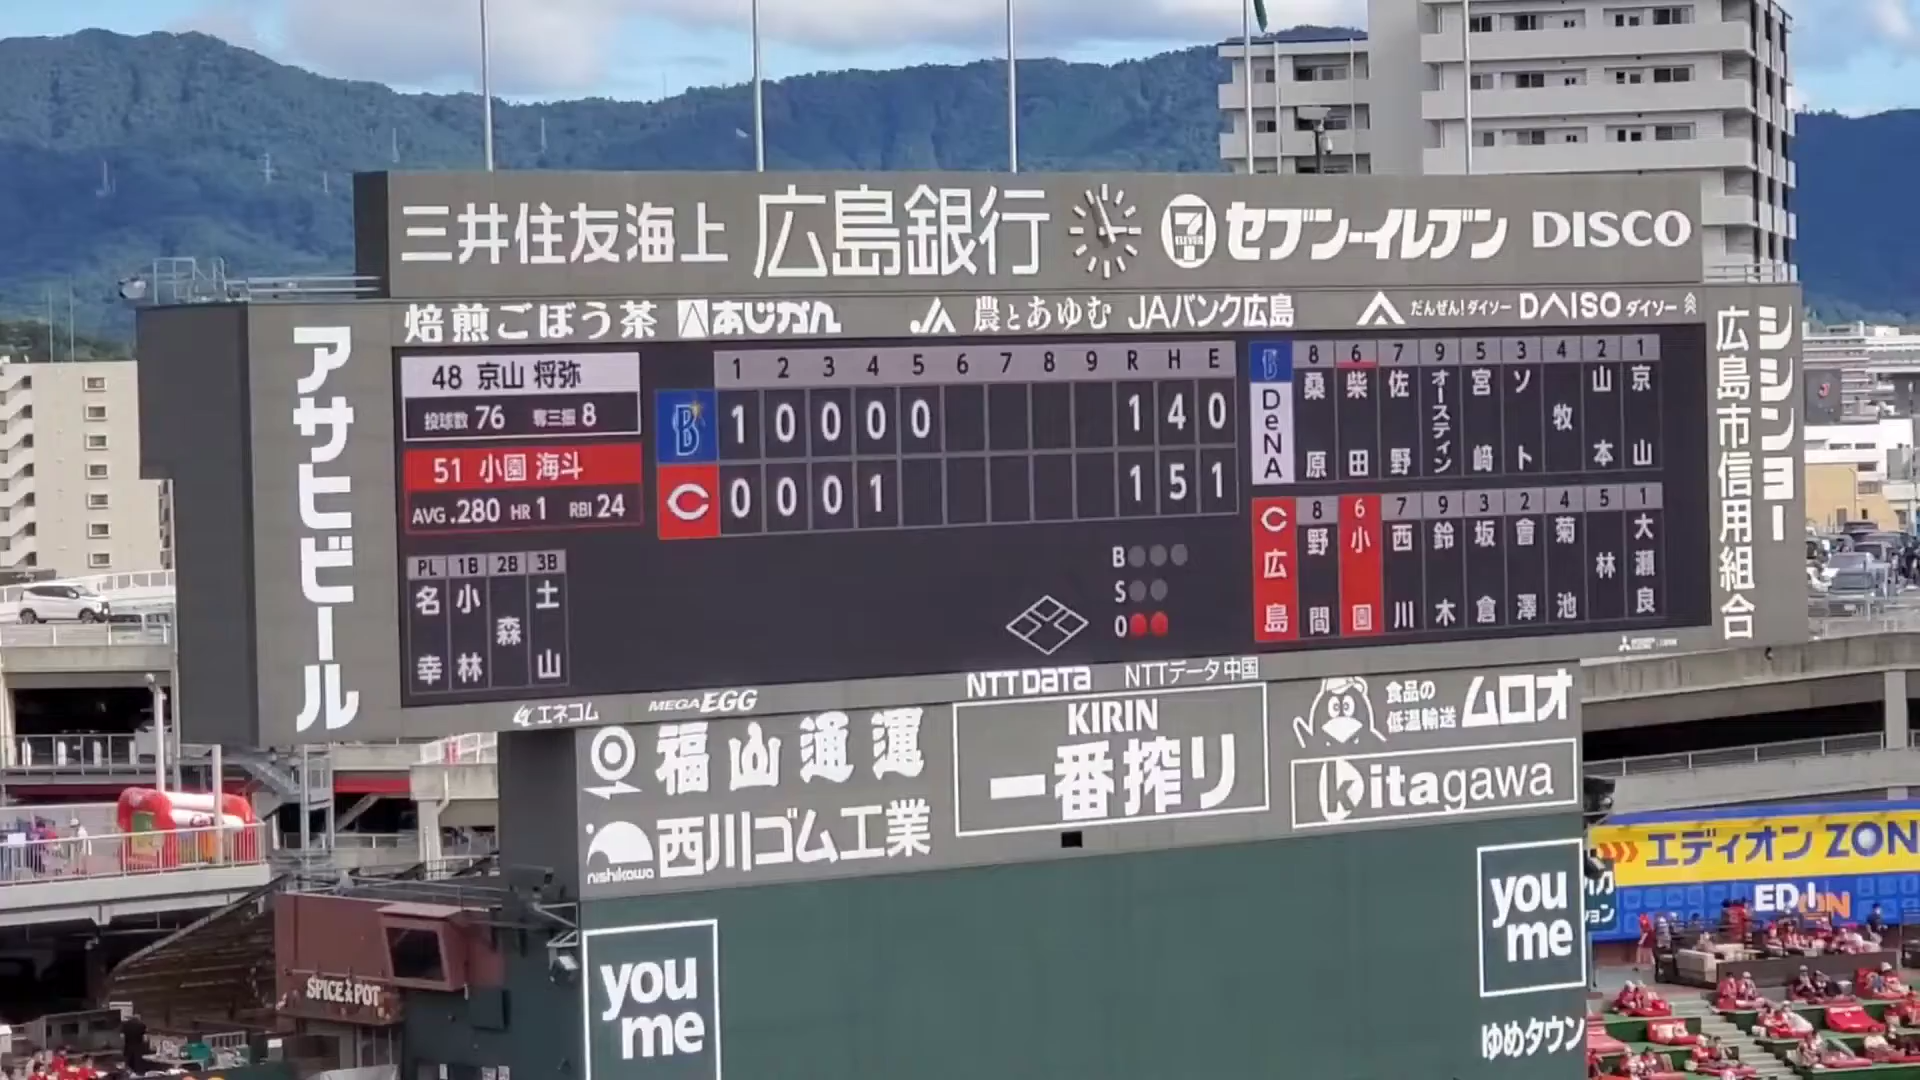 三井住友海上 広島銀行 7 ELEVEN セブン-イレブン DISCO
焙煎ごぼう茶 あじかん JA 農とあゆむ JAバンク広島 だんぜん!ダイソー DAISO ダイソー
アサヒビール
48 京山 将弥
投球数 76 奪三振 8
51 小園 海斗
AVG .280 HR 1 RBI 24
1 2 3 4 5 6 7 8 9 R H E
B 1 0 0 0 0 1 4 0
C 0 0 0 1 1 5 1
PL 1B 2B 3B
名幸 小林 森 土山
B
S
O
8 6 7 9 5 3 4 2 1
DeNA 桑原 柴田 佐野 オースティン 宮﨑 ソト 牧 山本 京山
C 8 6 7 9 3 2 4 5 1
広島 野間 小園 西川 鈴木 坂倉 會澤 菊池 林 大瀬良
広島市信用組合
シシンヨー
エネコム MEGA EGG NTT DATA NTTデータ中国
福山通運
西川ゴム工業
nishikawa
KIRIN
一番搾り
食品の
低温輸送 ムロオ
kitagawa
you
me
you
me
ゆめタウン
SPICE POT
エディオン ZON
EDION